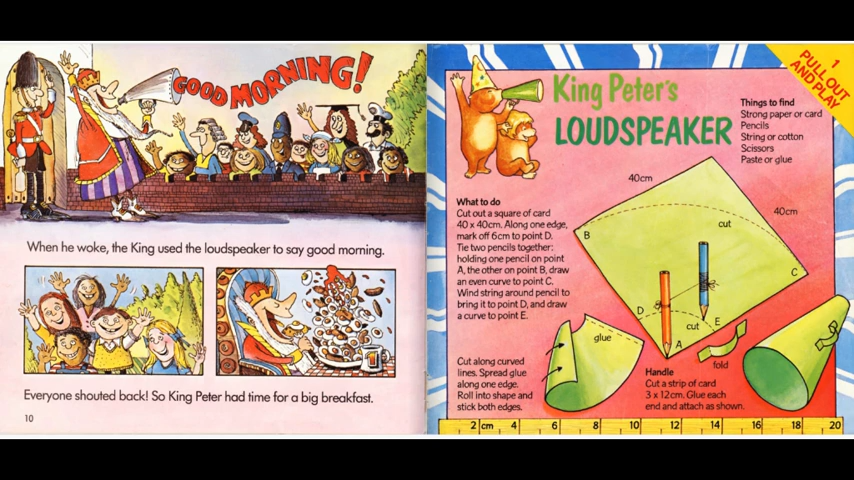 GOOD MORNING!
When he woke, the King used the loudspeaker to say good morning.
Everyone shouted back! So King Peter had time for a big breakfast.
10
1
PULL OUT
AND PLAY
King Peter's
LOUDSPEAKER
Things to find
Strong paper or card
Pencils
String or cotton
Scissors
Paste or glue
What to do
Cut out a square of card
40 x 40cm. Along one edge,
mark off 6cm to point D.
Tie two pencils together:
holding one pencil on point
A, the other on point B, draw
an even curve to point C.
Wind string around pencil to
bring it to point D, and draw
a curve to point E.
Cut along curved
lines. Spread glue
along one edge.
Roll into shape and
stick both edges.
40cm
40cm
cut
B
C
D
E
cut
A
glue
fold
Handle
Cut a strip of card
3 x 12cm. Glue each
end and attach as shown.
2 cm 4 6 8 10 12 14 16 18 20